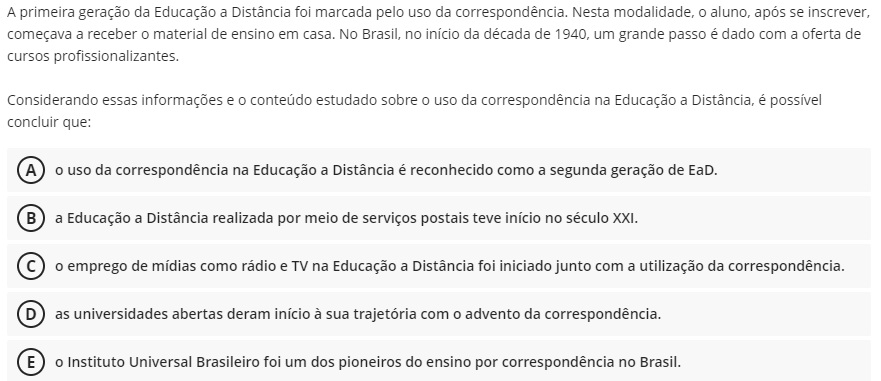 A primeira geração da Educação a Distância foi marcada pelo uso da correspondência. Nesta modalidade, o aluno, após se inscrever,
começava a receber o material de ensino em casa. No Brasil, no início da década de 1940, um grande passo é dado com a oferta de
cursos profissionalizantes.
Considerando essas informações e o conteúdo estudado sobre o uso da correspondência na Educação a Distância, é possível
concluir que:
A o uso da correspondência na Educação a Distância é reconhecido como a segunda geração de EaD.
B a Educação a Distância realizada por meio de serviços postais teve início no século XXI.
C o emprego de mídias como rádio e TV na Educação a Distância foi iniciado junto com a utilização da correspondência.
D as universidades abertas deram início à sua trajetória com o advento da correspondência.
E o Instituto Universal Brasileiro foi um dos pioneiros do ensino por correspondência no Brasil.